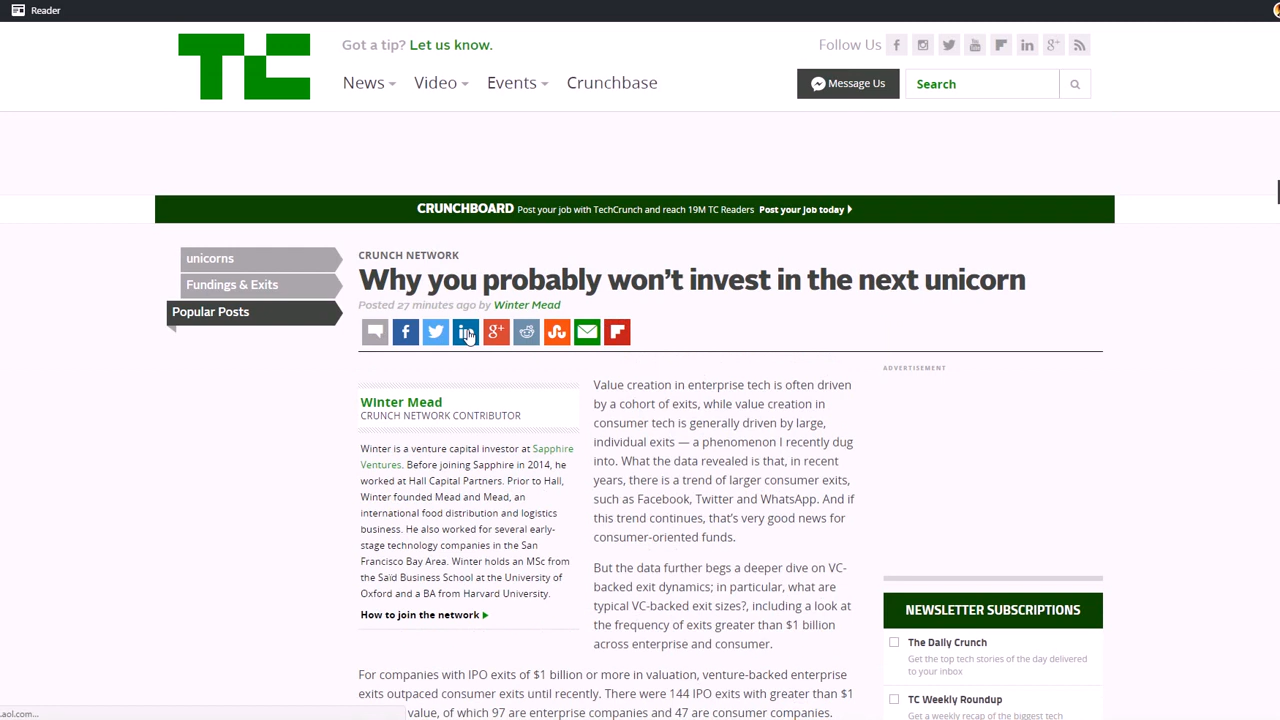 Reader
TC
Got a tip? Let us know.
Follow Us
News
Video
Events
Crunchbase
Message Us
Search
CRUNCHBOARD Post your job with TechCrunch and reach 19M TC Readers Post your job today
unicorns
Fundings & Exits
Popular Posts
CRUNCH NETWORK
Why you probably won't invest in the next unicorn
Posted 27 minutes ago by Winter Mead
Winter Mead
CRUNCH NETWORK CONTRIBUTOR
Winter is a venture capital investor at Sapphire
Ventures. Before joining Sapphire in 2014, he
worked at Hall Capital Partners. Prior to Hall,
Winter founded Mead and Mead, an
international food distribution and logistics
business. He also worked for several early-
stage technology companies in the San
Francisco Bay Area. Winter holds an MSc from
the Saïd Business School at the University of
Oxford and a BA from Harvard University.
How to join the network
Value creation in enterprise tech is often driven
by a cohort of exits, while value creation in
consumer tech is generally driven by large,
individual exits — a phenomenon I recently dug
into. What the data revealed is that, in recent
years, there is a trend of larger consumer exits,
such as Facebook, Twitter and WhatsApp. And if
this trend continues, that's very good news for
consumer-oriented funds.
But the data further begs a deeper dive on VC-
backed exit dynamics; in particular, what are
typical VC-backed exit sizes?, including a look at
the frequency of exits greater than $1 billion
across enterprise and consumer.
For companies with IPO exits of $1 billion or more in valuation, venture-backed enterprise
exits outpaced consumer exits until recently. There were 144 IPO exits with greater than $1
value, of which 97 are enterprise companies and 47 are consumer companies.
ADVERTISEMENT
NEWSLETTER SUBSCRIPTIONS
The Daily Crunch
Get the top tech stories of the day delivered
to your inbox
TC Weekly Roundup
Get a weekly recap of the biggest tech
.aol.com...